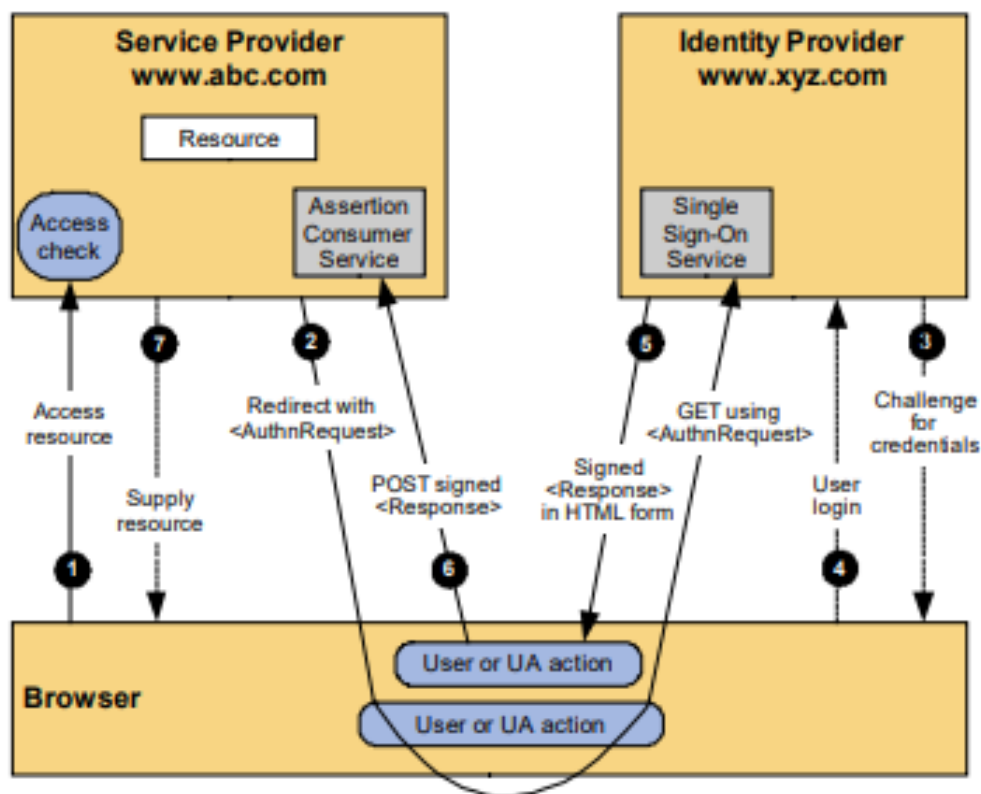 Service Provider
www.abc.com
Resource
Access
check
Assertion
Consumer
Service
Identity Provider
www.xyz.com
Single
Sign-On
Service
7
2
5
3
Access
resource
Redirect with
<AuthnRequest>
GET using
<AuthnRequest>
Challenge
for
credentials
Supply
resource
POST signed
<Response>
Signed
<Response>
in HTML form
User
login
1
6
4
User or UA action
Browser
User or UA action